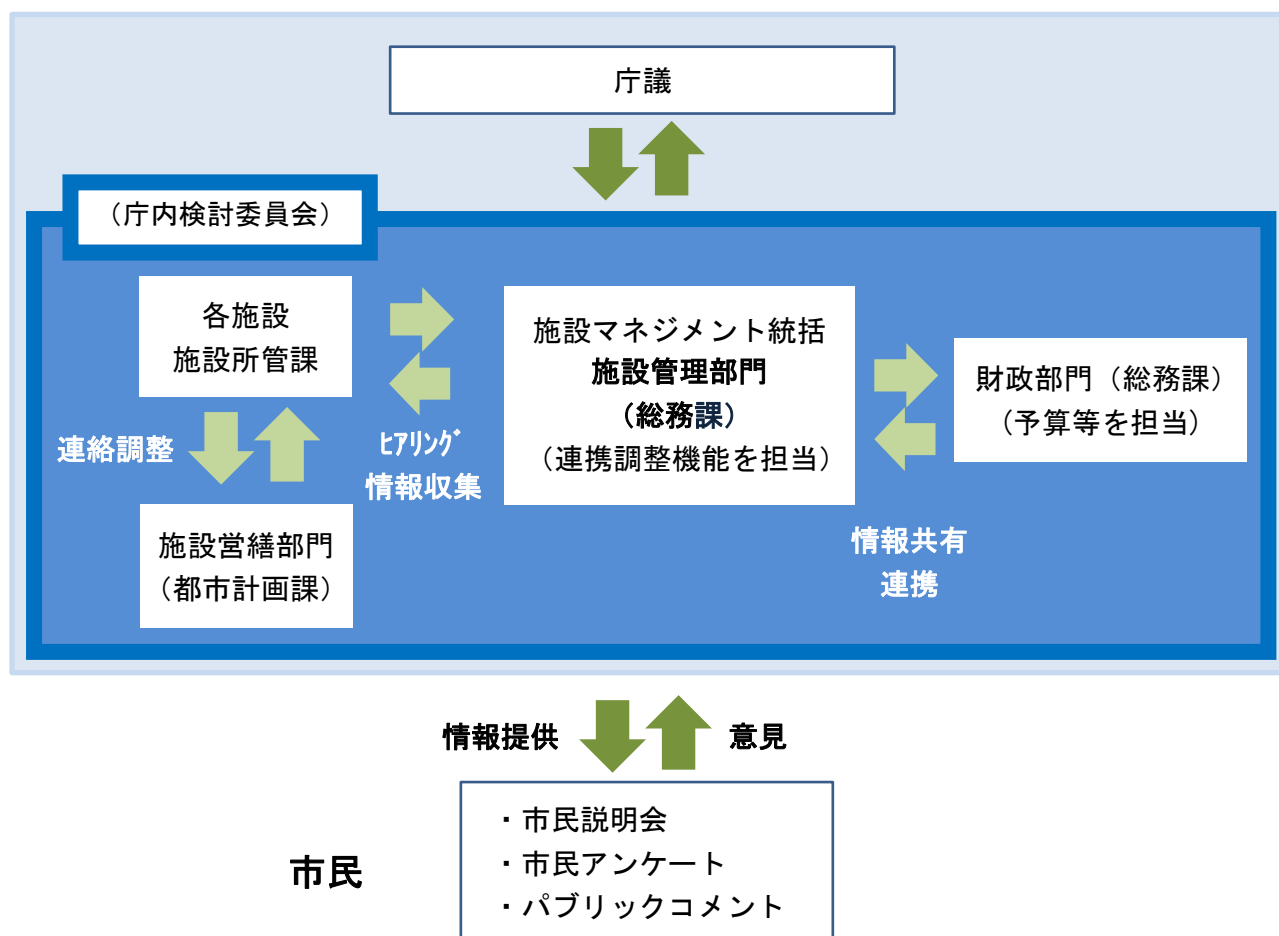 庁議
（庁内検討委員会）
各施設
施設所管課
連絡調整
施設営繕部門
（都市計画課）
ﾋｱﾘﾝｸﾞ
情報収集
施設マネジメント統括
施設管理部門
（総務課）
（連携調整機能を担当）
財政部門（総務課）
（予算等を担当）
情報共有
連携
情報提供
意見
市民
・市民説明会
・市民アンケート
・パブリックコメント